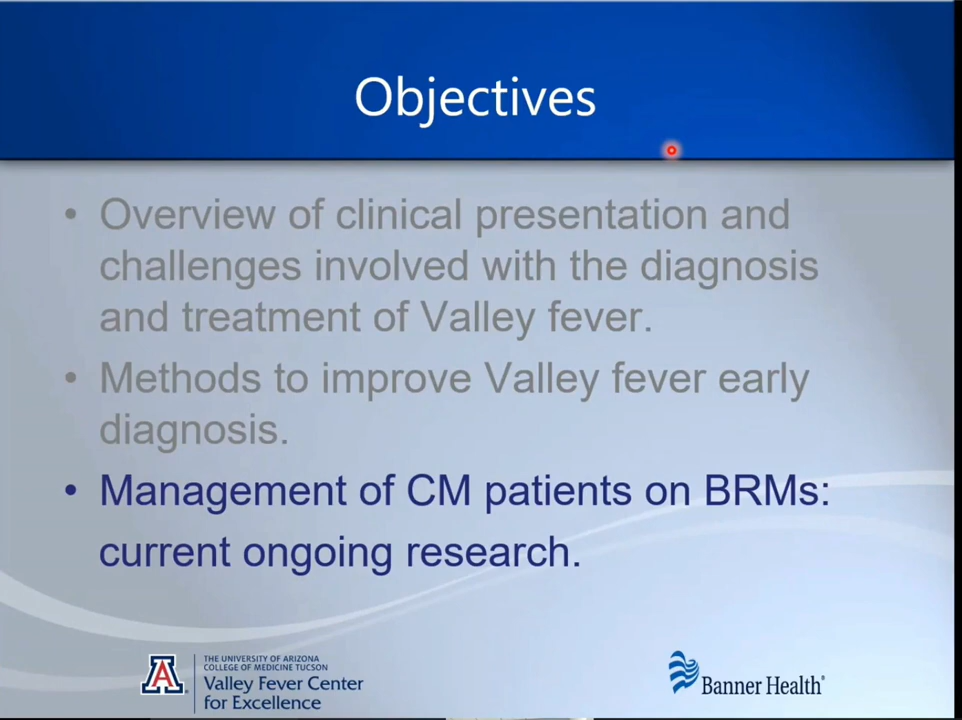 Objectives
• Overview of clinical presentation and
challenges involved with the diagnosis
and treatment of Valley fever.
• Methods to improve Valley fever early
diagnosis.
• Management of CM patients on BRMs:
current ongoing research.
A
THE UNIVERSITY OF ARIZONA
COLLEGE OF MEDICINE TUCSON
Valley Fever Center
for Excellence
Banner Health®